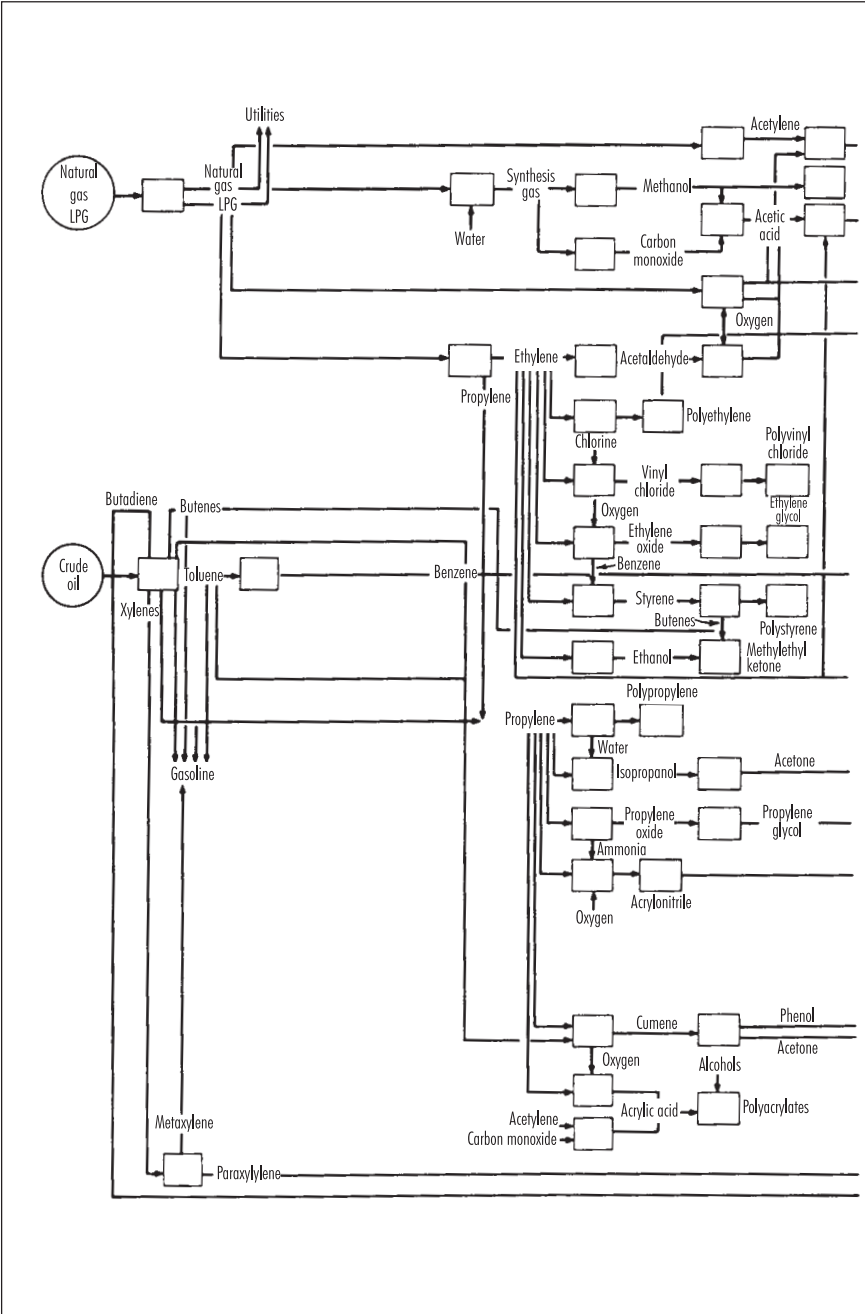 Utilities
Acetylene
Natural
gas
LPG
Natural
gas
LPG
Synthesis
gas
Methanol
Water
Carbon
monoxide
Acetic
acid
Oxygen
Ethylene
Acetaldehyde
Propylene
Polyethylene
Chlorine
Polyvinyl
chloride
Vinyl
chloride
Butadiene
Butenes
Oxygen
Ethylene
glycol
Ethylene
oxide
Crude
oil
Toluene
Benzene
Benzene
Xylenes
Styrene
Polystyrene
Butenes
Ethanol
Methylethyl
ketone
Polypropylene
Propylene
Water
Gasoline
Isopropanol
Acetone
Propylene
oxide
Propylene
glycol
Ammonia
Acrylonitrile
Oxygen
Cumene
Phenol
Acetone
Oxygen
Alcohols
Acrylic acid
Polyacrylates
Acetylene
Carbon monoxide
Metaxylene
Paraxylylene